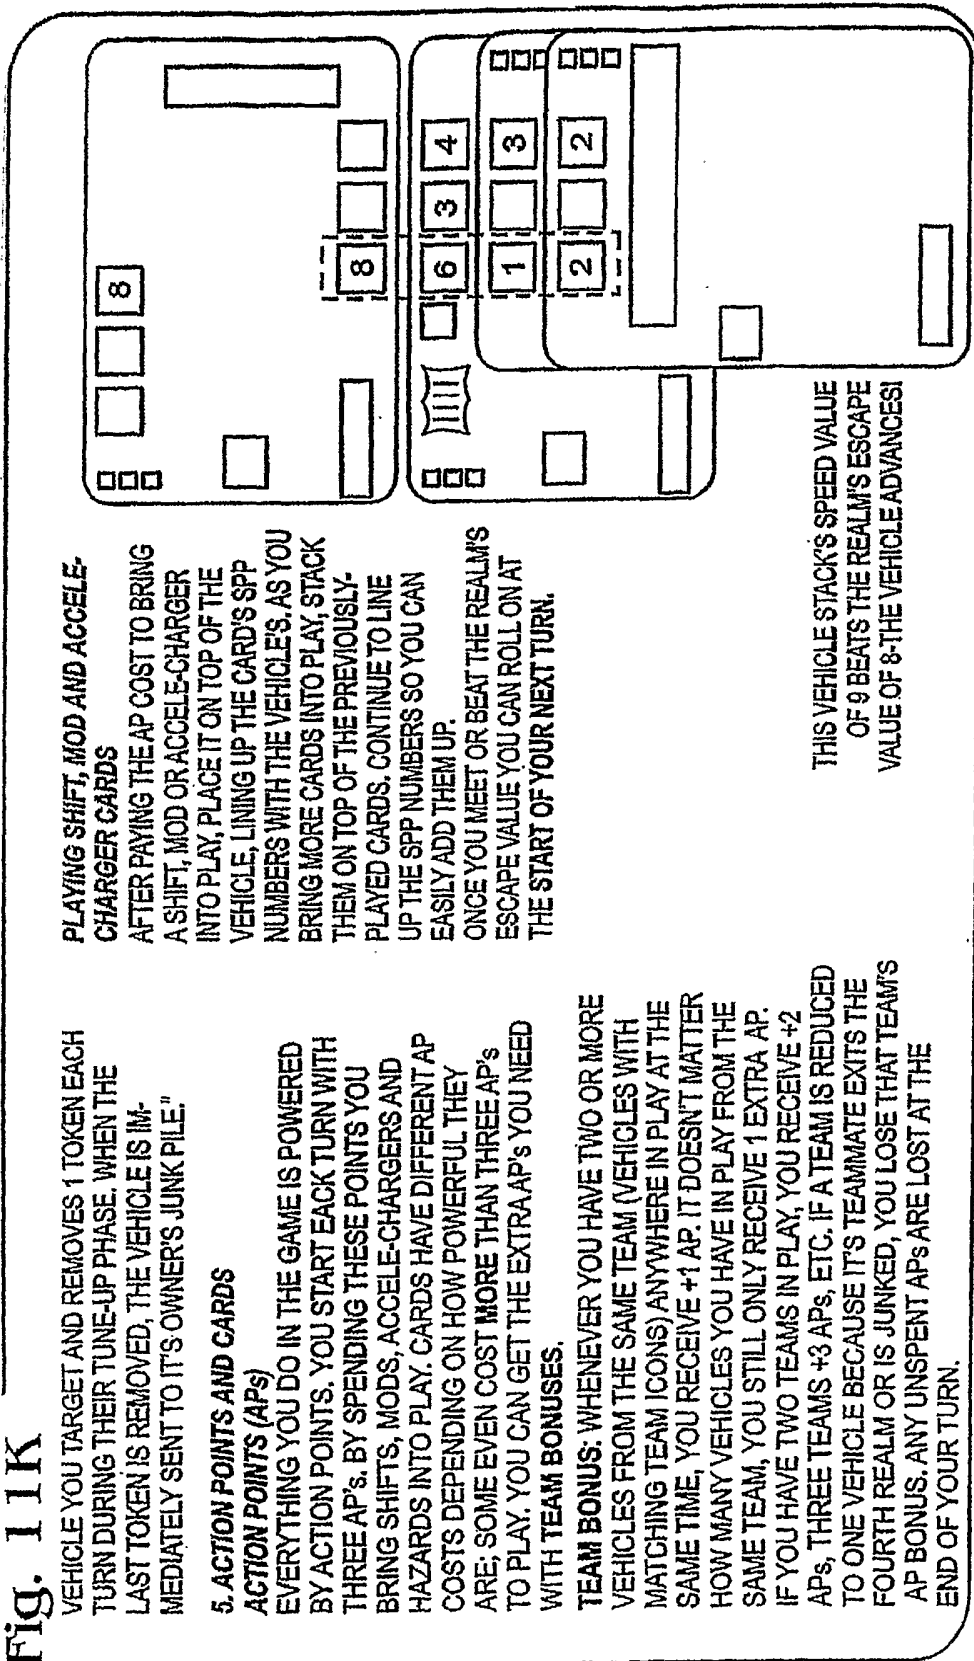 Fig. 11K
VEHICLE YOU TARGET AND REMOVES 1 TOKEN EACH
TURN DURING THEIR TUNE-UP PHASE. WHEN THE
LAST TOKEN IS REMOVED, THE VEHICLE IS IM-
MEDIATELY SENT TO IT'S OWNER'S JUNK PILE."
5. ACTION POINTS AND CARDS
ACTION POINTS (APs)
EVERYTHING YOU DO IN THE GAME IS POWERED
BY ACTION POINTS. YOU START EACK TURN WITH
THREE AP's. BY SPENDING THESE POINTS YOU
BRING SHIFTS, MODS, ACCELE-CHARGERS AND
HAZARDS INTO PLAY. CARDS HAVE DIFFERENT AP
COSTS DEPENDING ON HOW POWERFUL THEY
ARE; SOME EVEN COST MORE THAN THREE AP's
TO PLAY. YOU CAN GET THE EXTRA AP's YOU NEED
WITH TEAM BONUSES.
TEAM BONUS: WHENEVER YOU HAVE TWO OR MORE
VEHICLES FROM THE SAME TEAM (VEHICLES WITH
MATCHING TEAM ICONS) ANYWHERE IN PLAY AT THE
SAME TIME, YOU RECEIVE +1 AP. IT DOESN'T MATTER
HOW MANY VEHICLES YOU HAVE IN PLAY FROM THE
SAME TEAM, YOU STILL ONLY RECEIVE 1 EXTRA AP.
IF YOU HAVE TWO TEAMS IN PLAY, YOU RECEIVE +2
APs, THREE TEAMS +3 APs, ETC. IF A TEAM IS REDUCED
TO ONE VEHICLE BECAUSE IT'S TEAMMATE EXITS THE
FOURTH REALM OR IS JUNKED, YOU LOSE THAT TEAM'S
AP BONUS. ANY UNSPENT APs ARE LOST AT THE
END OF YOUR TURN.
PLAYING SHIFT, MOD AND ACCELE-
CHARGER CARDS
AFTER PAYING THE AP COST TO BRING
A SHIFT, MOD OR ACCELE-CHARGER
INTO PLAY, PLACE IT ON TOP OF THE
VEHICLE, LINING UP THE CARD'S SPP
NUMBERS WITH THE VEHICLE'S. AS YOU
BRING MORE CARDS INTO PLAY, STACK
THEM ON TOP OF THE PREVIOUSLY-
PLAYED CARDS. CONTINUE TO LINE
UP THE SPP NUMBERS SO YOU CAN
EASILY ADD THEM UP.
ONCE YOU MEET OR BEAT THE REALM'S
ESCAPE VALUE YOU CAN ROLL ON AT
THE START OF YOUR NEXT TURN.
8
8
6 3 4
1 3
2 2
THIS VEHICLE STACK'S SPEED VALUE
OF 9 BEATS THE REALM'S ESCAPE
VALUE OF 8-THE VEHICLE ADVANCES!